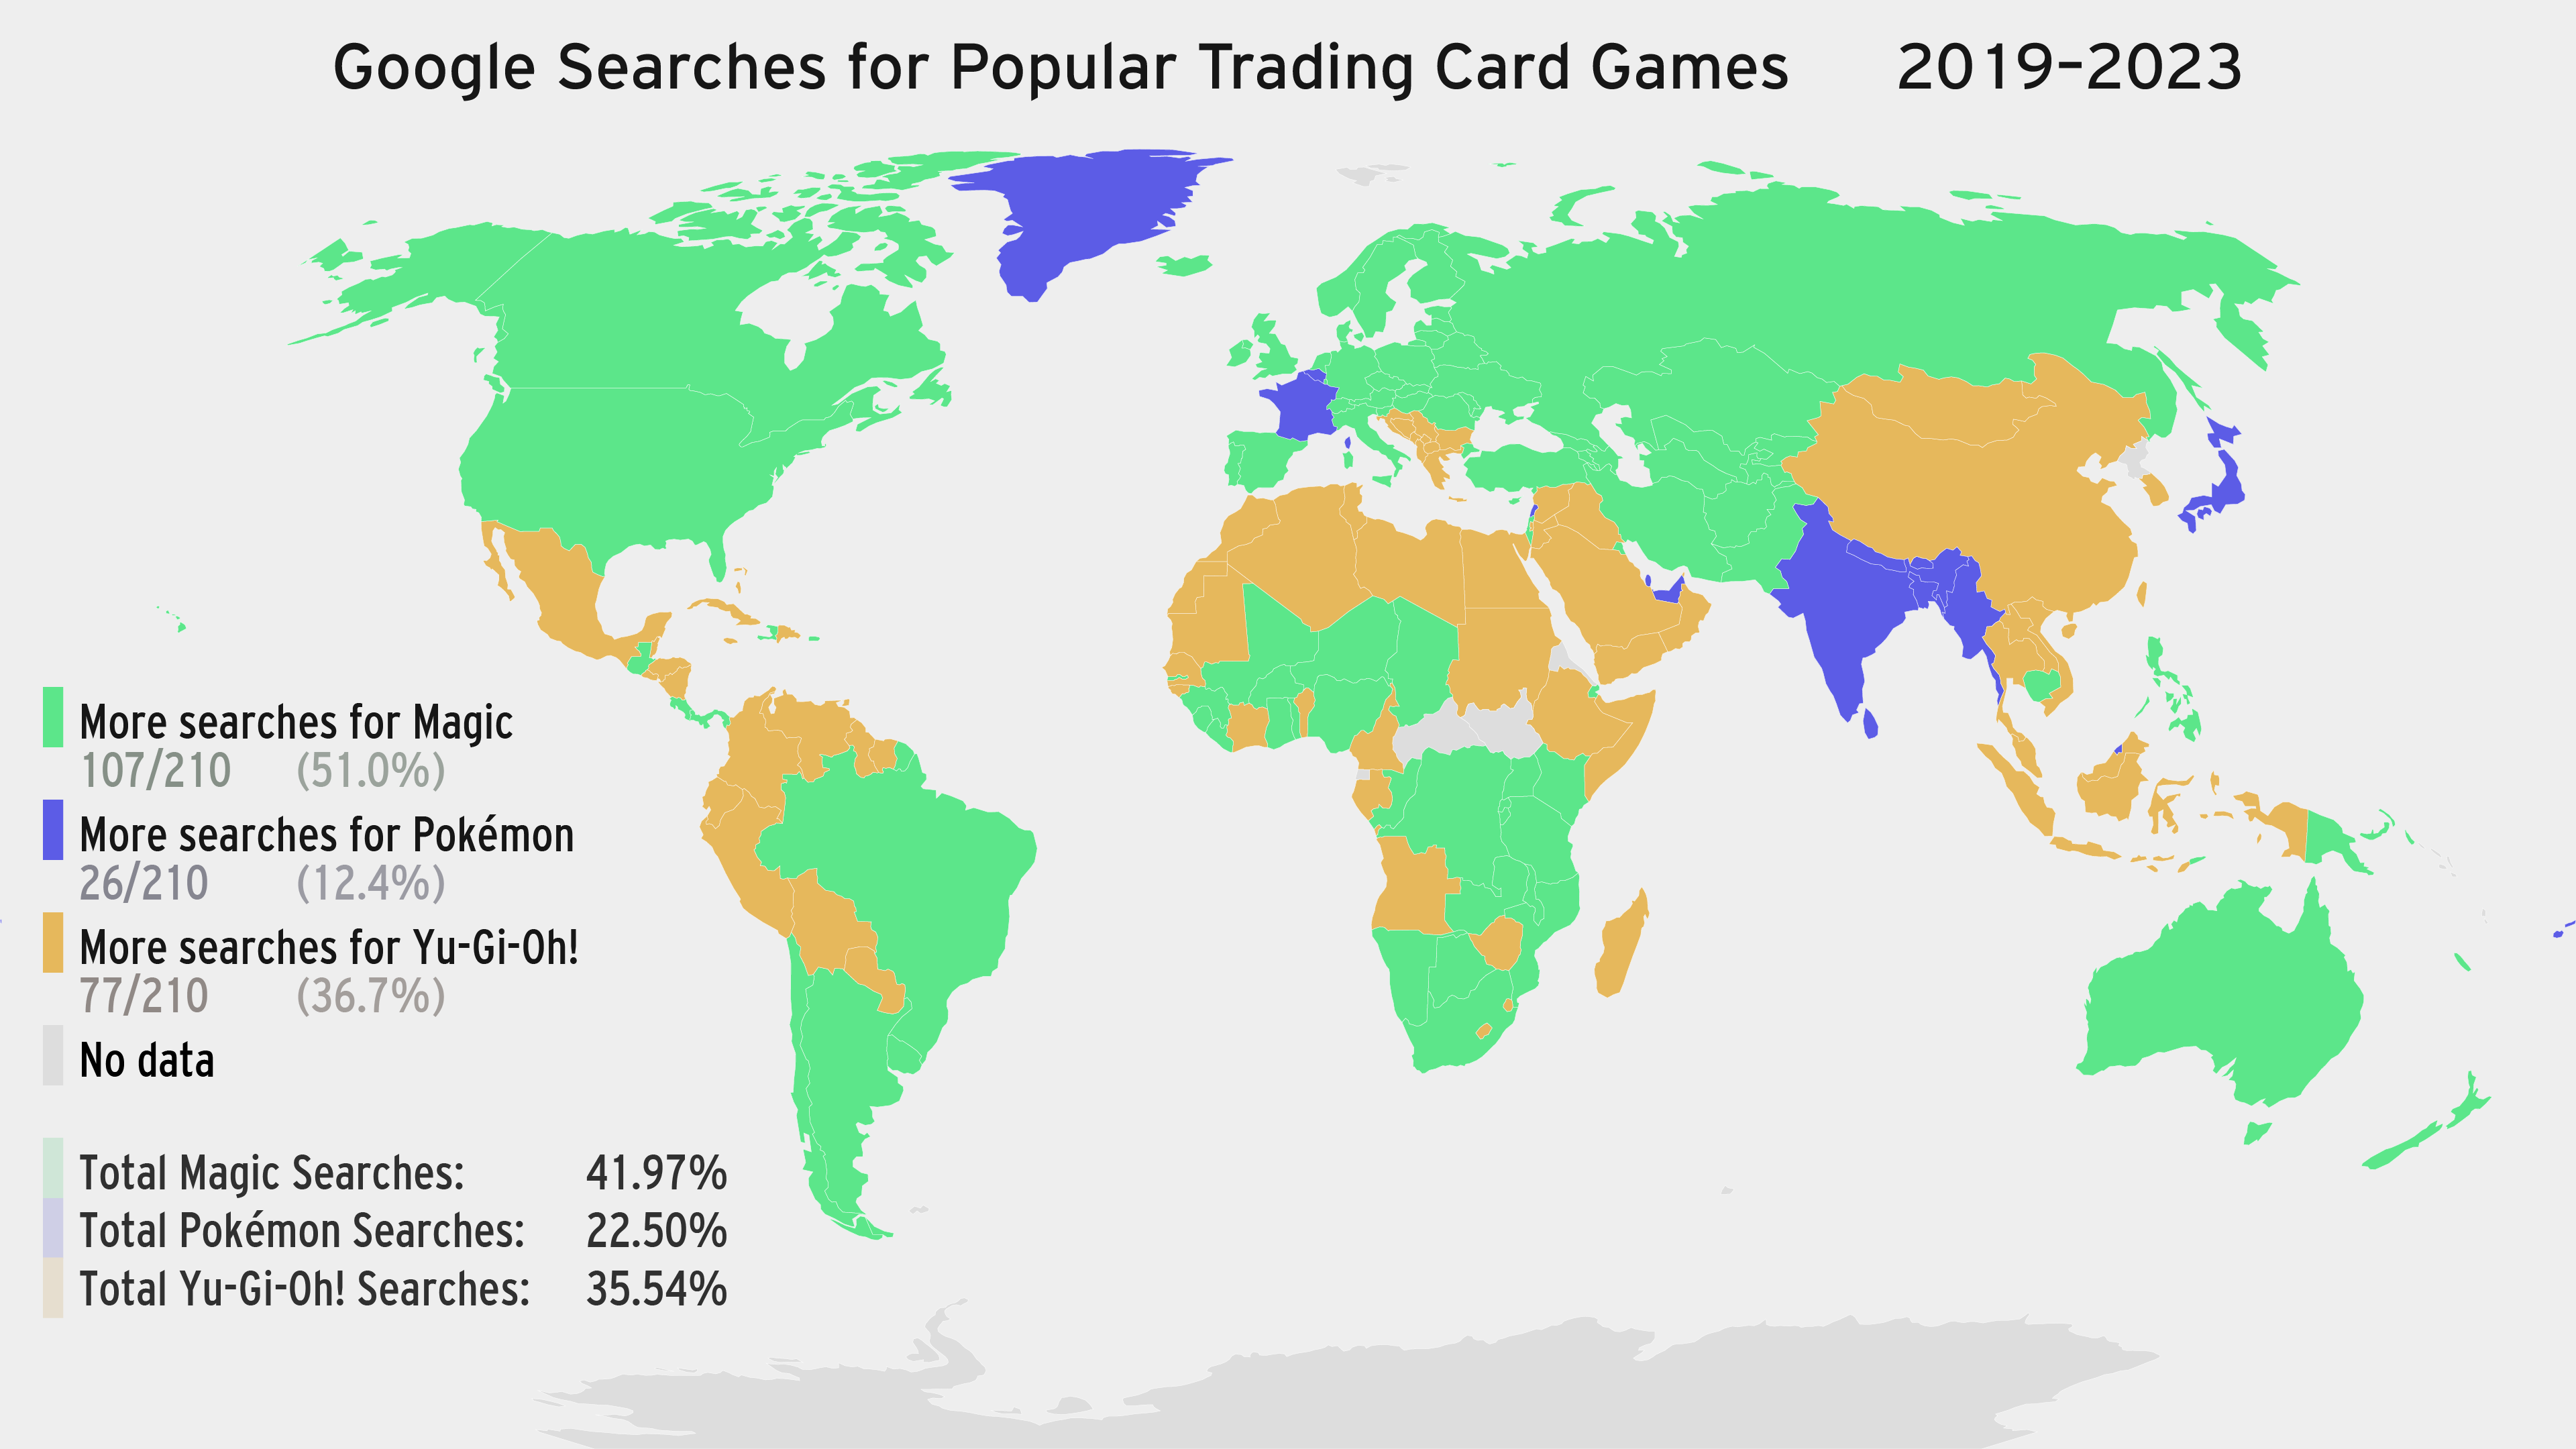 Google Searches for Popular Trading Card Games 2019-2023
More searches for Magic
107/210 (51.0%)
More searches for Pokémon
26/210 (12.4%)
More searches for Yu-Gi-Oh!
77/210 (36.7%)
No data
Total Magic Searches: 41.97%
Total Pokémon Searches: 22.50%
Total Yu-Gi-Oh! Searches: 35.54%